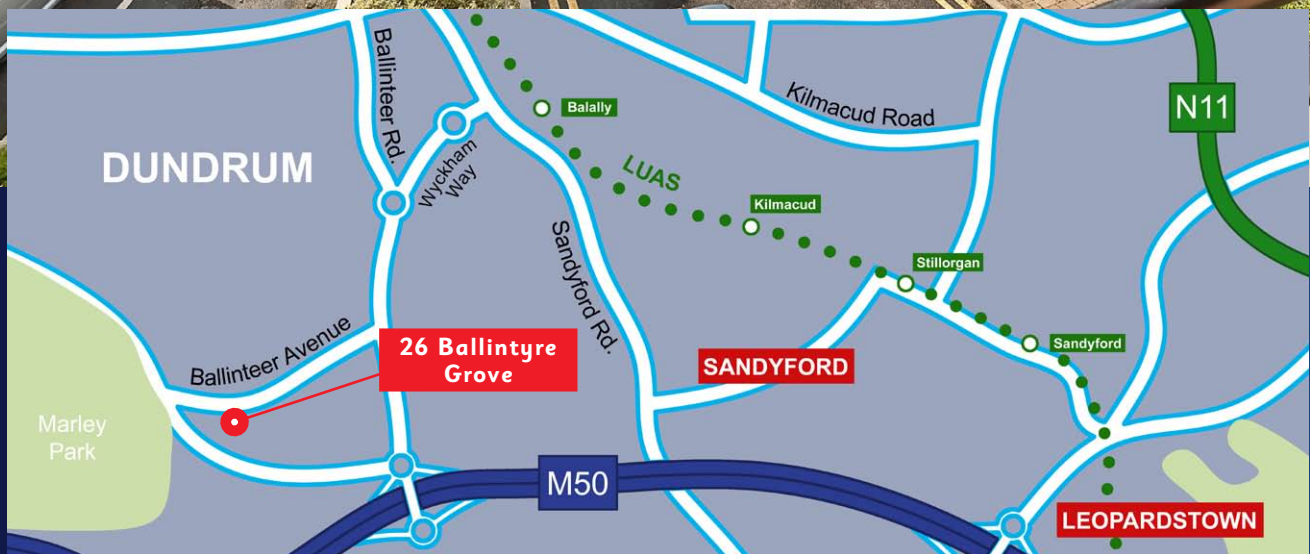 Ballinteer Rd.
Kilmacud Road
N11
Balally
DUNDRUM
Wyckham
Way
LUAS
Kilmacud
Sandyford Rd.
Stillorgan
Ballinteer Avenue
26 Ballintyre
Grove
Sandyford
SANDYFORD
Marley
Park
M50
LEOPARDSTOWN